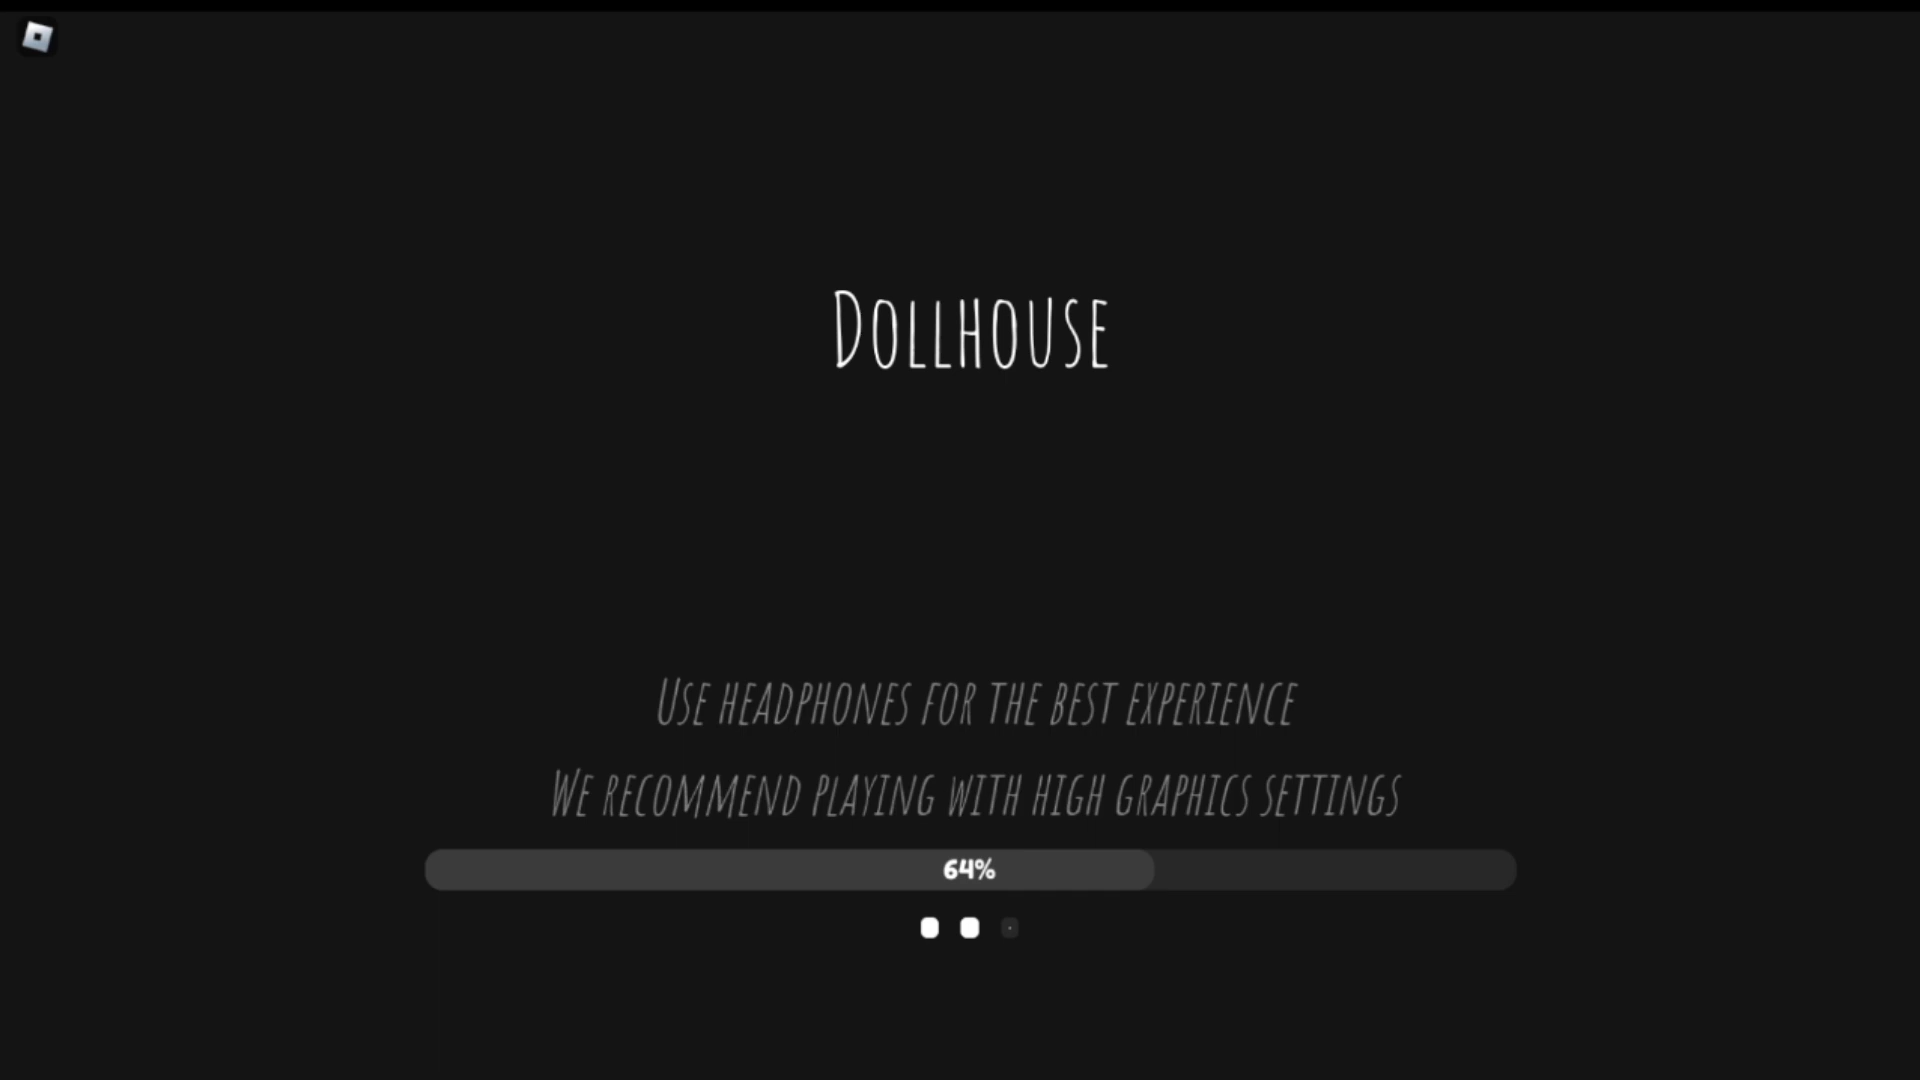 Dollhouse
Use headphones for the best experience
We recommend playing with high graphics settings
64%